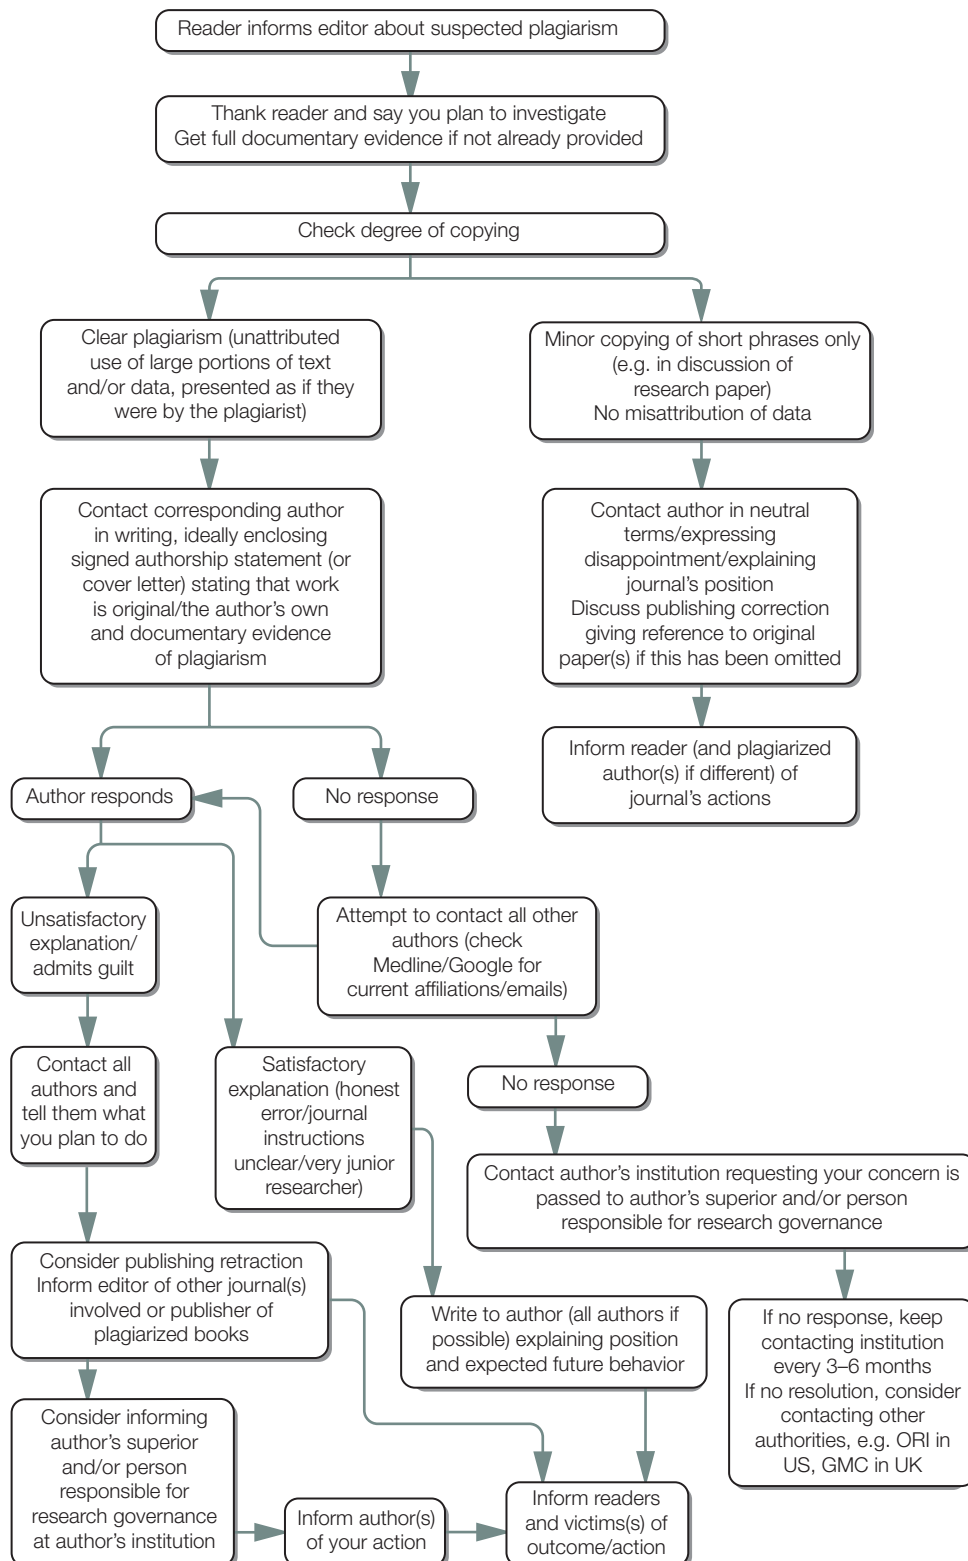 Reader informs editor about suspected plagiarism
Thank reader and say you plan to investigate
Get full documentary evidence if not already provided
Check degree of copying
Clear plagiarism (unattributed
use of large portions of text
and/or data, presented as if they
were by the plagiarist)
Minor copying of short phrases only
(e.g. in discussion of
research paper)
No misattribution of data
Contact corresponding author
in writing, ideally enclosing
signed authorship statement (or
cover letter) stating that work
is original/the author's own
and documentary evidence
of plagiarism
Contact author in neutral
terms/expressing
disappointment/explaining
journal's position
Discuss publishing correction
giving reference to original
paper(s) if this has been omitted
Inform reader (and plagiarized
author(s) if different) of
journal's actions
Author responds
No response
Unsatisfactory
explanation/
admits guilt
Attempt to contact all other
authors (check
Medline/Google for
current affiliations/emails)
Contact all
authors and
tell them what
you plan to do
Satisfactory
explanation (honest
error/journal
instructions
unclear/very junior
researcher)
No response
Contact author's institution requesting your concern is
passed to author's superior and/or person
responsible for research governance
Consider publishing retraction
Inform editor of other journal(s)
involved or publisher of
plagiarized books
Write to author (all authors if
possible) explaining position
and expected future behavior
If no response, keep
contacting institution
every 3–6 months
If no resolution, consider
contacting other
authorities, e.g. ORI in
US, GMC in UK
Consider informing
author's superior
and/or person
responsible for
research governance
at author's institution
Inform author(s)
of your action
Inform readers
and victims(s) of
outcome/action